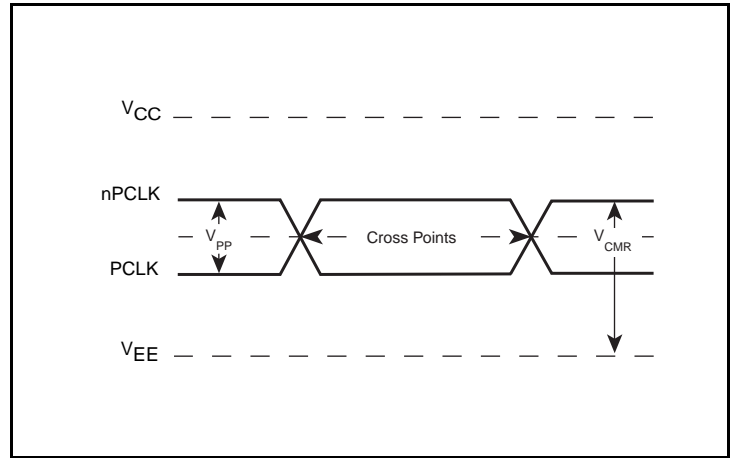 VCC
nPCLK
VPP
Cross Points
VCMR
PCLK
VEE